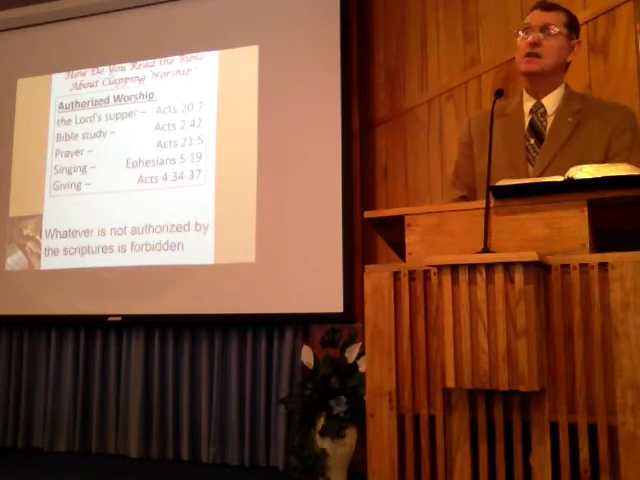 How Do You Read the Bible
About Clapping Worship
Authorized Worship
the Lord's supper – Acts 20:7
Bible study – Acts 2:42
Prayer – Acts 21:5
Singing – Ephesians 5:19
Giving – Acts 4:34-37
Whatever is not authorized by
the scriptures is forbidden